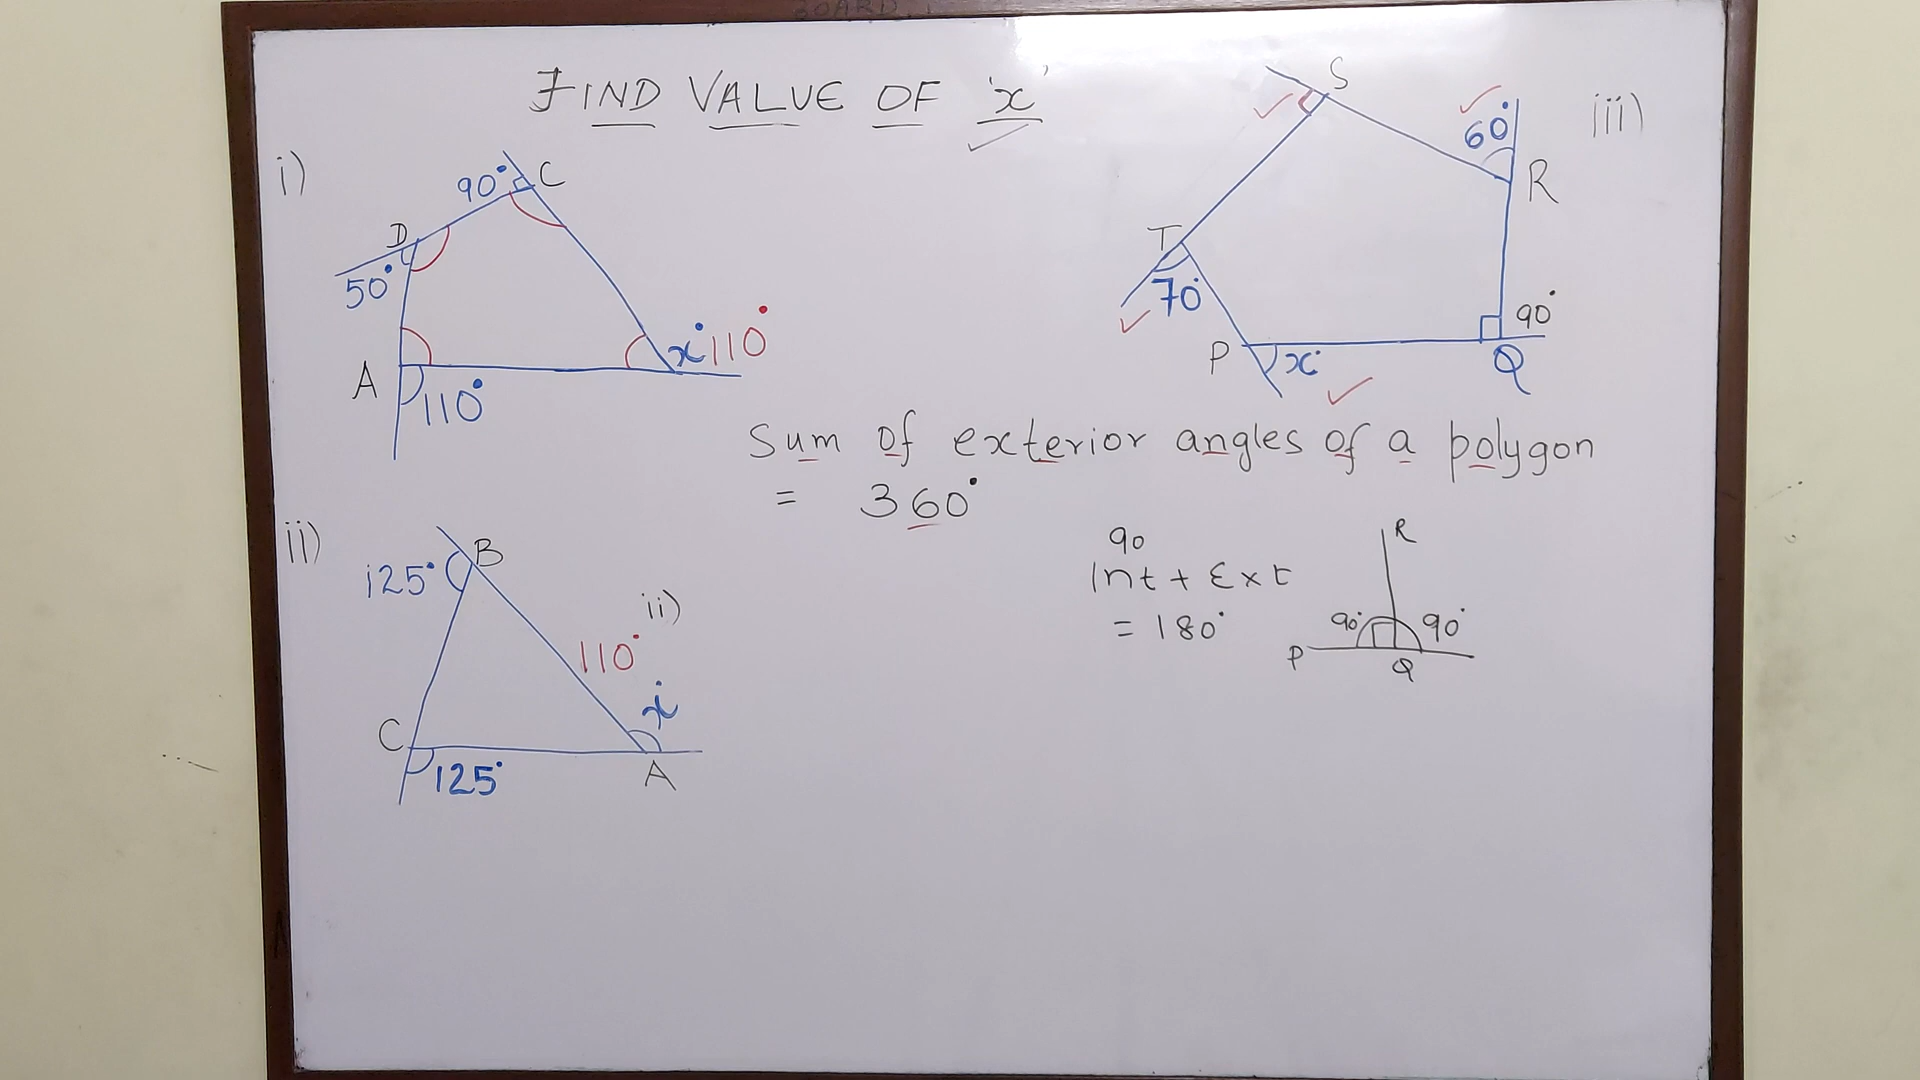 FIND VALUE OF 'x'
i)
90° C
D
50°
x° 110°
A
110°
S
60°
iii)
R
T
70°
90°
P
x°
Q
Sum of exterior angles of a polygon
= 360°
ii)
B
125°
ii)
110°
x°
C
125°
A
90
Int + Ext
= 180°
R
90° 90°
P
Q